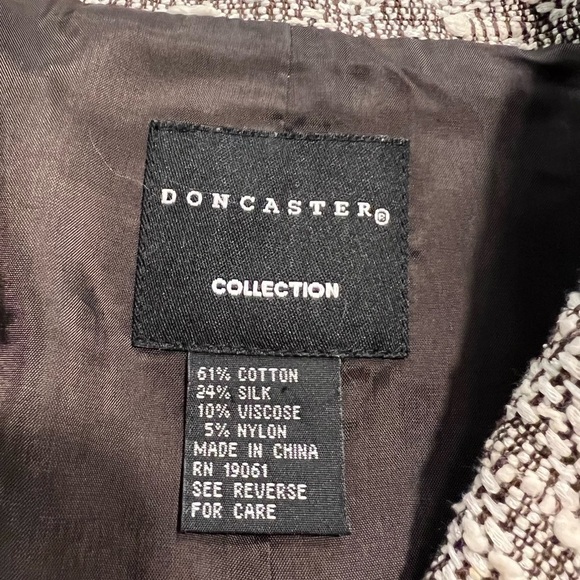 DONCASTER®
COLLECTION
61% COTTON
24% SILK
10% VISCOSE
5% NYLON
MADE IN CHINA
RN 19061
SEE REVERSE
FOR CARE